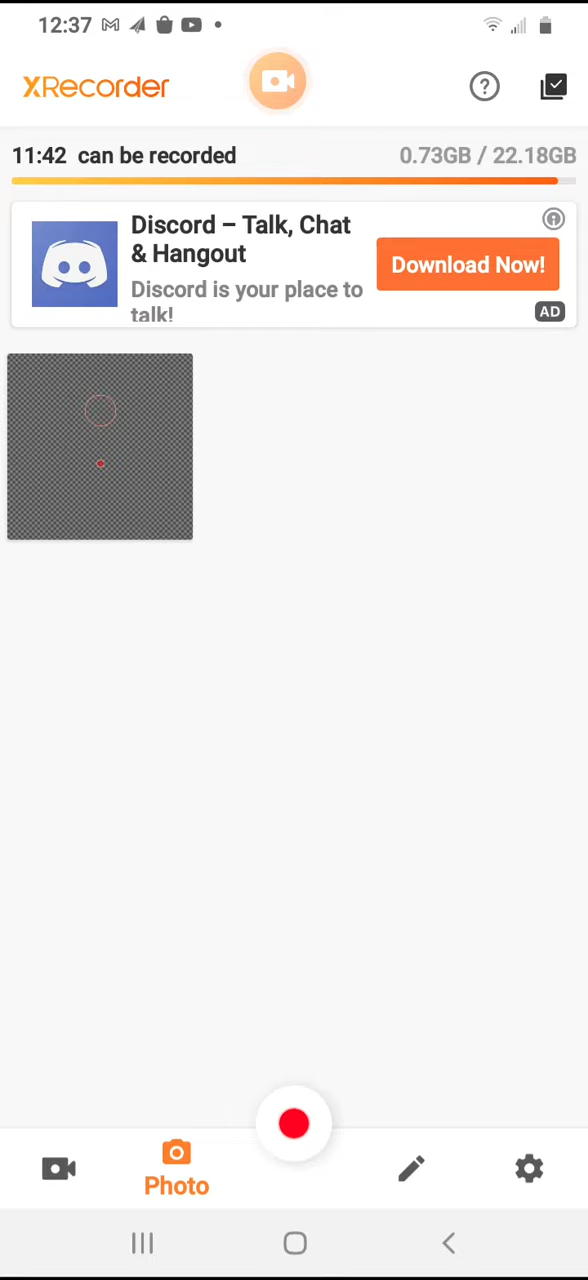 12:37
XRecorder
11:42 can be recorded
0.73GB / 22.18GB
Discord – Talk, Chat
& Hangout
Discord is your place to
talk!
Download Now!
AD
Photo